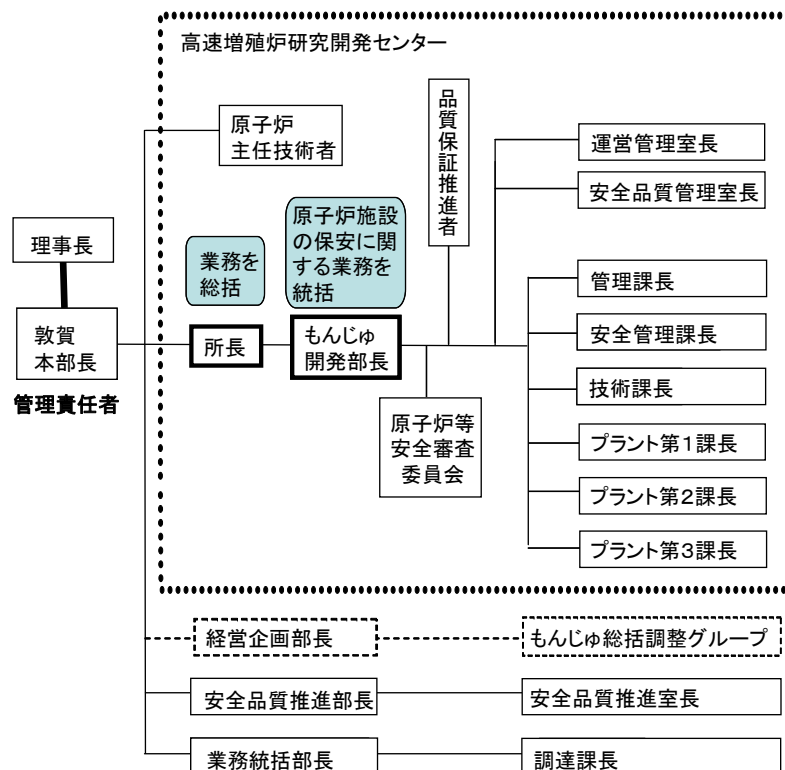 高速増殖炉研究開発センター
原子炉
主任技術者
品質保証推進者
運営管理室長
安全品質管理室長
理事長
敦賀
本部長
管理責任者
業務を
総括
原子炉施設
の保安に関
する業務を
統括
所長
もんじゅ
開発部長
原子炉等
安全審査
委員会
管理課長
安全管理課長
技術課長
プラント第1課長
プラント第2課長
プラント第3課長
経営企画部長
もんじゅ総括調整グループ
安全品質推進部長
安全品質推進室長
業務統括部長
調達課長